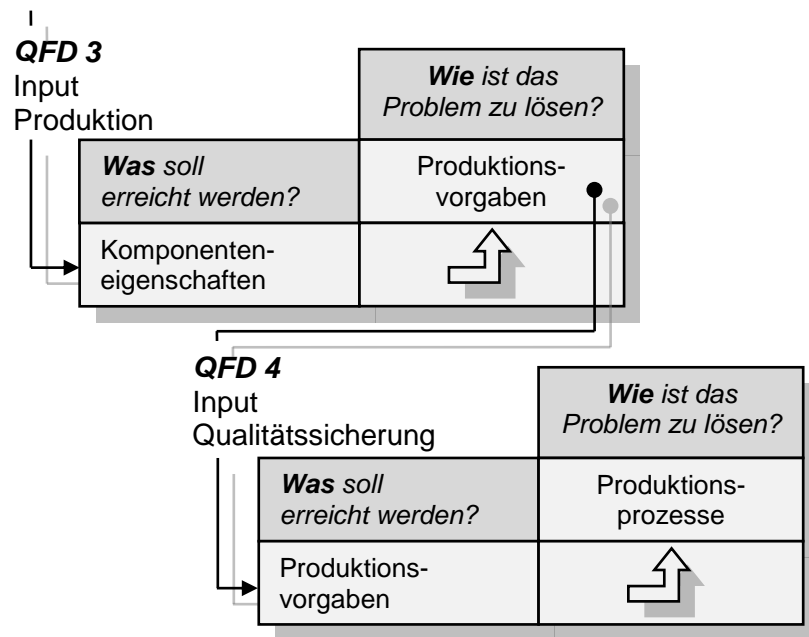 QFD 3
Input
Produktion
Wie ist das
Problem zu lösen?
Was soll
erreicht werden?
Produktions-
vorgaben
Komponenten-
eigenschaften
QFD 4
Input
Qualitätssicherung
Wie ist das
Problem zu lösen?
Was soll
erreicht werden?
Produktions-
prozesse
Produktions-
vorgaben